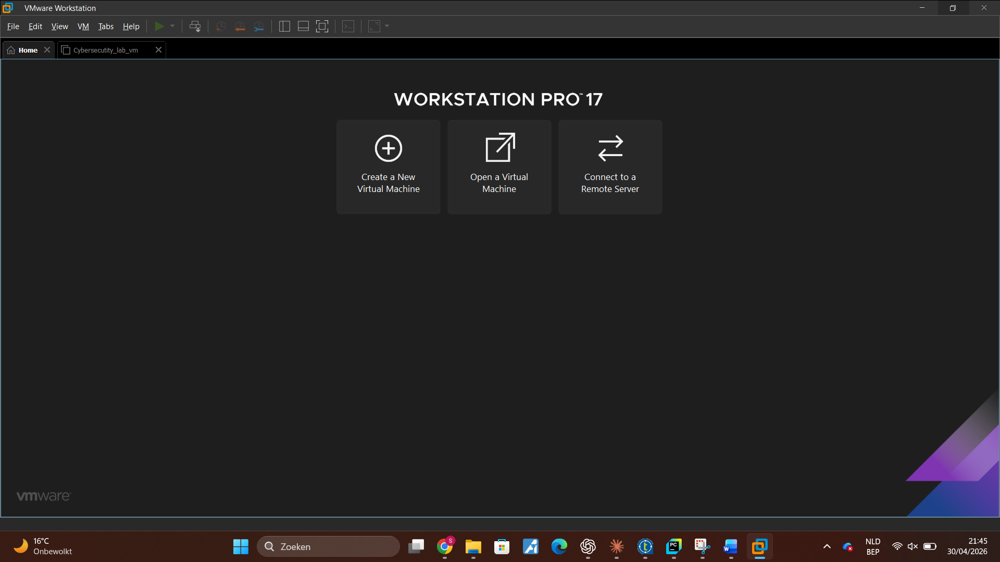 VMware Workstation
File Edit View VM Tabs Help
Home Cybersecutity_lab_vm
WORKSTATION PRO™ 17
Create a New
Virtual Machine
Open a Virtual
Machine
Connect to a
Remote Server
vmware
16°C
Onbewolkt
Zoeken
S
t
PC
W
NLD
BEP
21:45
30/04/2026